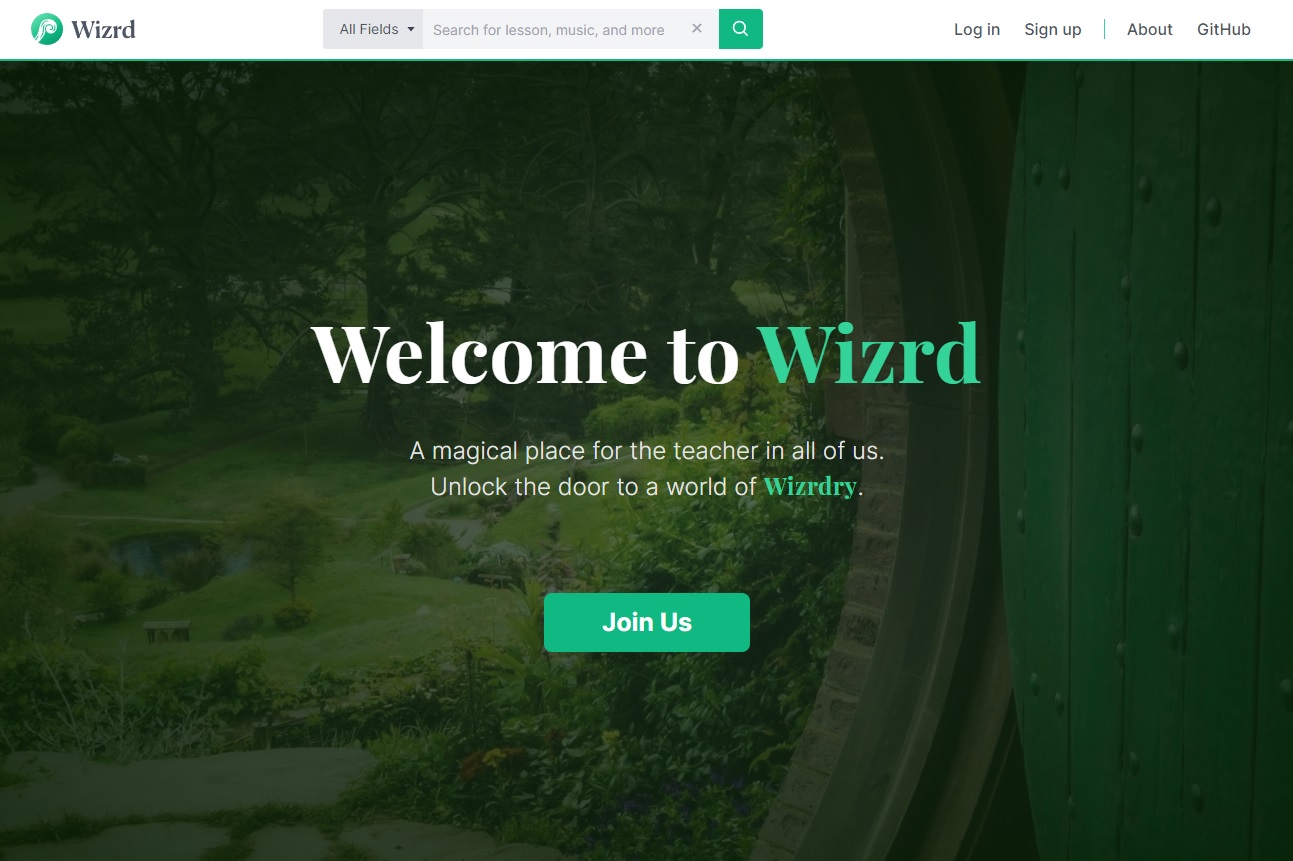 Wizrd
All Fields
Search for lesson, music, and more
Log in
Sign up
About
GitHub
Welcome to Wizrd
A magical place for the teacher in all of us.
Unlock the door to a world of Wizrdry.
Join Us